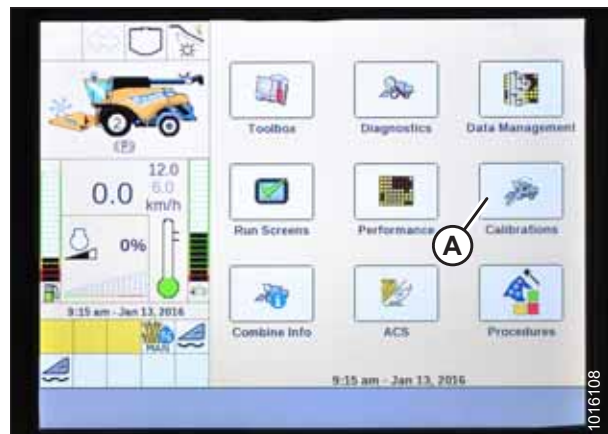 2
(P)
12.0
6.0
0.0
km/h
0%
9:15 am - Jan 13, 2016
MAN
Toolbox
Diagnostics
Data Management
Run Screens
Performance
Calibrations
A
Combine Info
ACS
Procedures
9:15 am - Jan 13, 2016
1016108